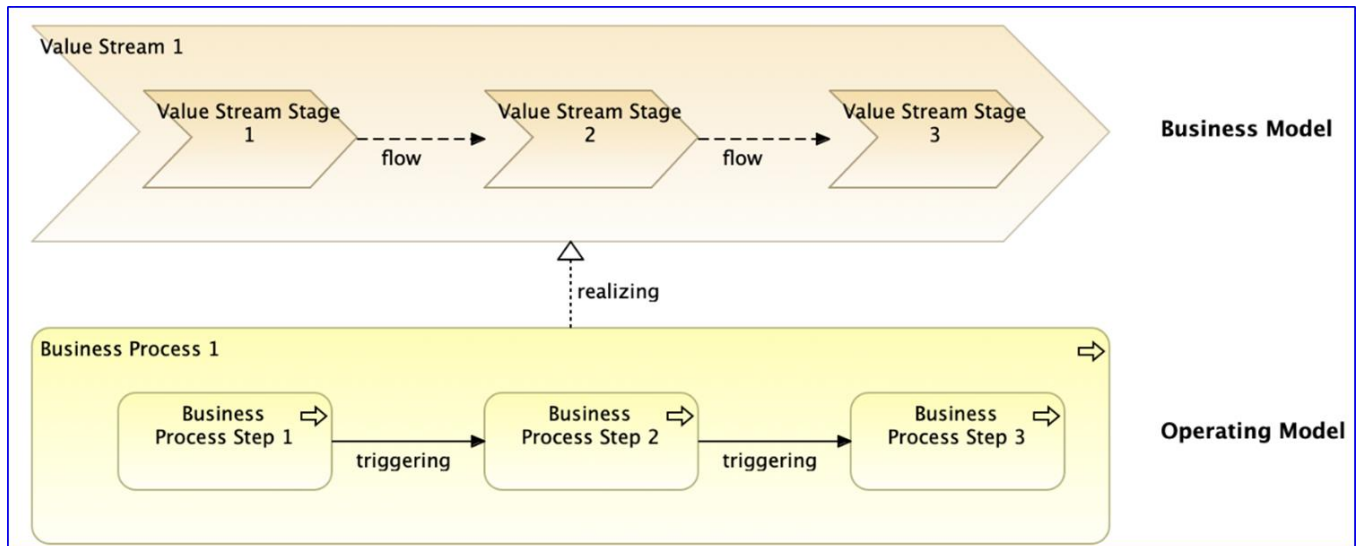 Value Stream 1
Value Stream Stage
1
Value Stream Stage
2
Value Stream Stage
3
flow
flow
Business Model
realizing
Business Process 1
Business
Process Step 1
Business
Process Step 2
Business
Process Step 3
triggering
triggering
Operating Model